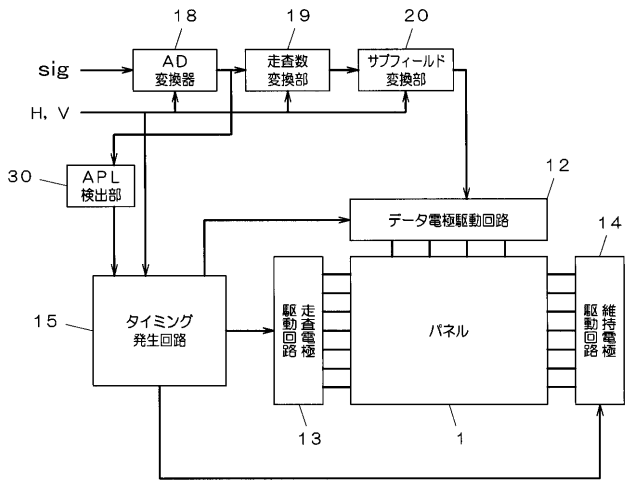 18
19
20
sig
AD
変換器
走査数
変換部
サブフィールド
変換部
H, V
30
APL
検出部
12
データ電極駆動回路
14
15
タイミング
発生回路
走査電極
駆動回路
パネル
維持電極
駆動回路
13
1